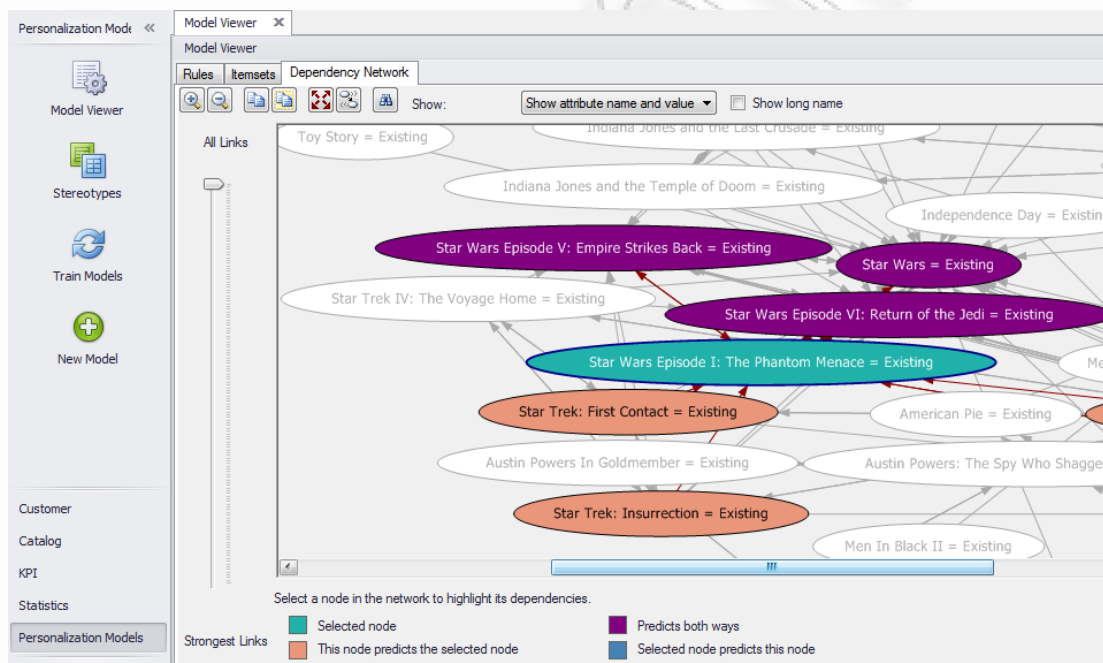 Personalization Mode
Model Viewer
Stereotypes
Train Models
New Model
Customer
Catalog
KPI
Statistics
Personalization Models
Model Viewer
Model Viewer
Rules Itemsets Dependency Network
Show: Show attribute name and value Show long name
All Links
Toy Story = Existing
Indiana Jones and the Last Crusade = Existing
Indiana Jones and the Temple of Doom = Existing
Independence Day = Existin
Star Wars Episode V: Empire Strikes Back = Existing
Star Wars = Existing
Star Trek IV: The Voyage Home = Existing
Star Wars Episode VI: Return of the Jedi = Existing
Star Wars Episode I: The Phantom Menace = Existing
Me
Star Trek: First Contact = Existing
American Pie = Existing
Austin Powers In Goldmember = Existing
Austin Powers: The Spy Who Shagge
Star Trek: Insurrection = Existing
Men In Black II = Existing
Select a node in the network to highlight its dependencies.
Strongest Links
Selected node
Predicts both ways
This node predicts the selected node
Selected node predicts this node